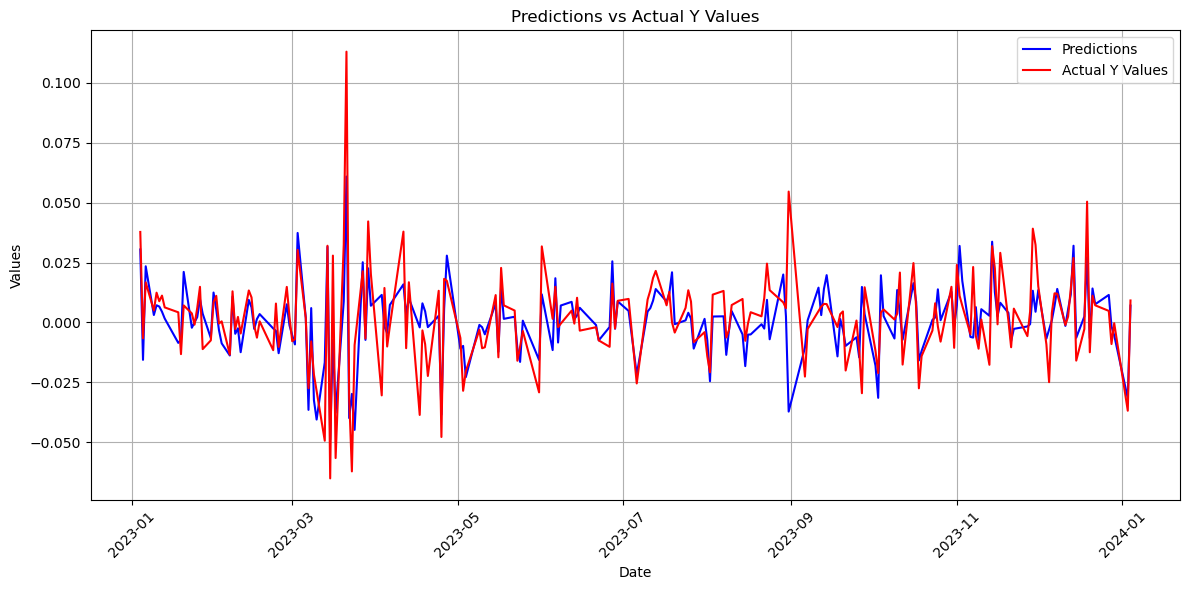 Predictions vs Actual Y Values
Predictions
Actual Y Values
0.100
0.075
0.050
0.025
0.000
−0.025
−0.050
Values
2023-01
2023-03
2023-05
2023-07
2023-09
2023-11
2024-01
Date